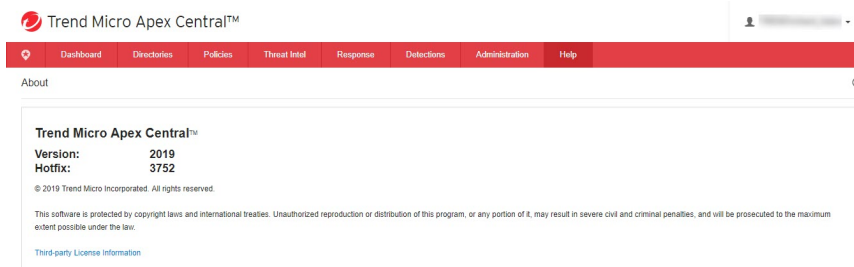 Trend Micro Apex Central™
Dashboard Directories Policies Threat Intel Response Detections Administration Help
About
Trend Micro Apex Central™
Version: 2019
Hotfix: 3752
© 2019 Trend Micro Incorporated. All rights reserved.
This software is protected by copyright laws and international treaties. Unauthorized reproduction or distribution of this program, or any portion of it, may result in severe civil and criminal penalties, and will be prosecuted to the maximum
extent possible under the law.
Third-party License Information